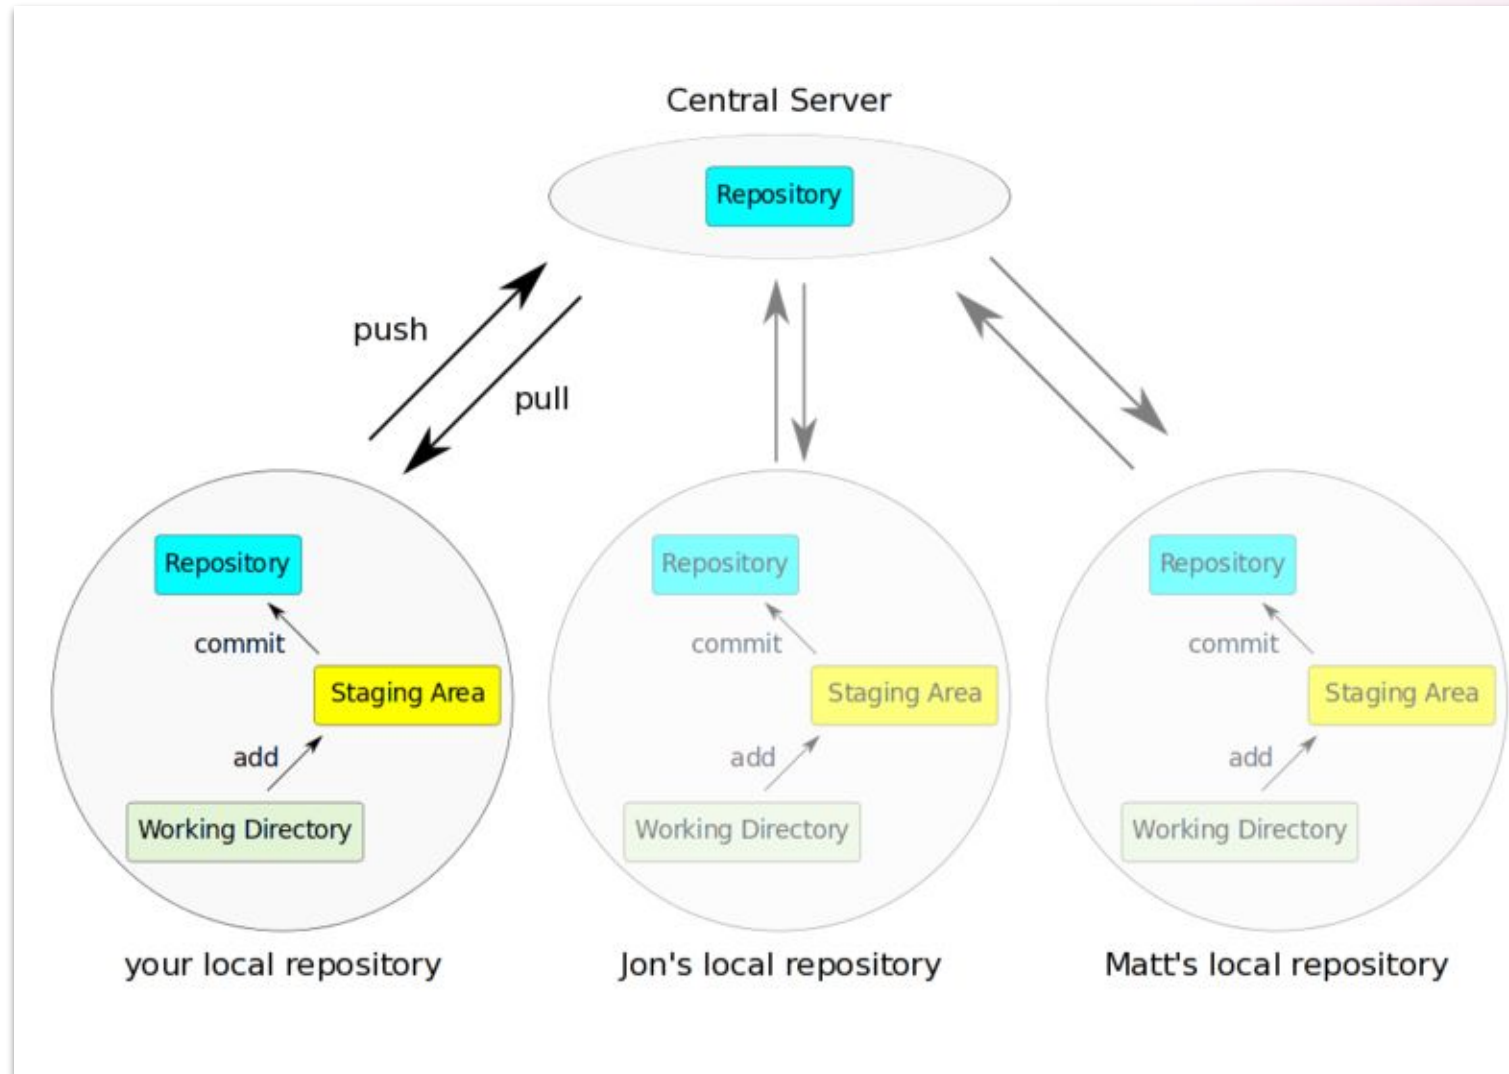 Central Server
Repository
push
pull
Repository
commit
Staging Area
add
Working Directory
your local repository
Repository
commit
Staging Area
add
Working Directory
Jon's local repository
Repository
commit
Staging Area
add
Working Directory
Matt's local repository